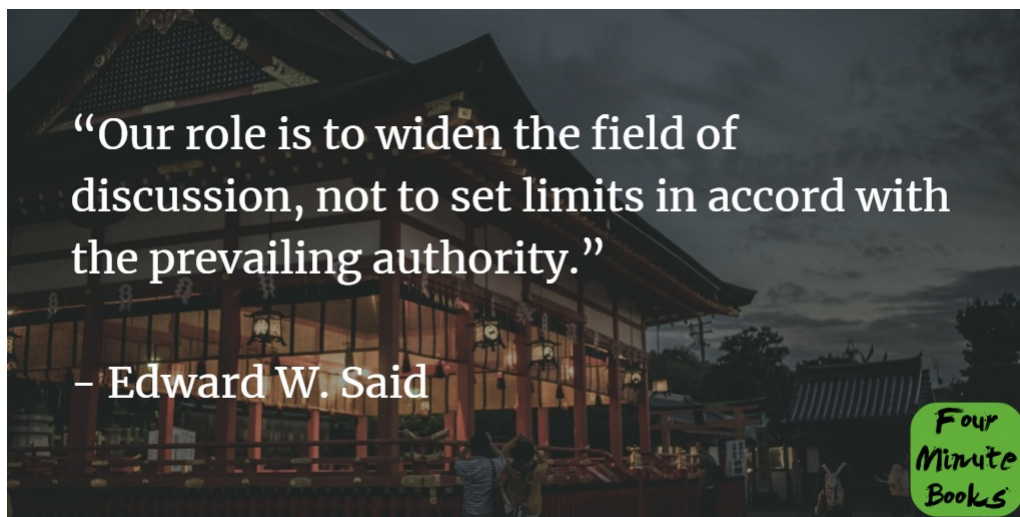 “Our role is to widen the field of
discussion, not to set limits in accord with
the prevailing authority.”
- Edward W. Said
Four
Minute
Books